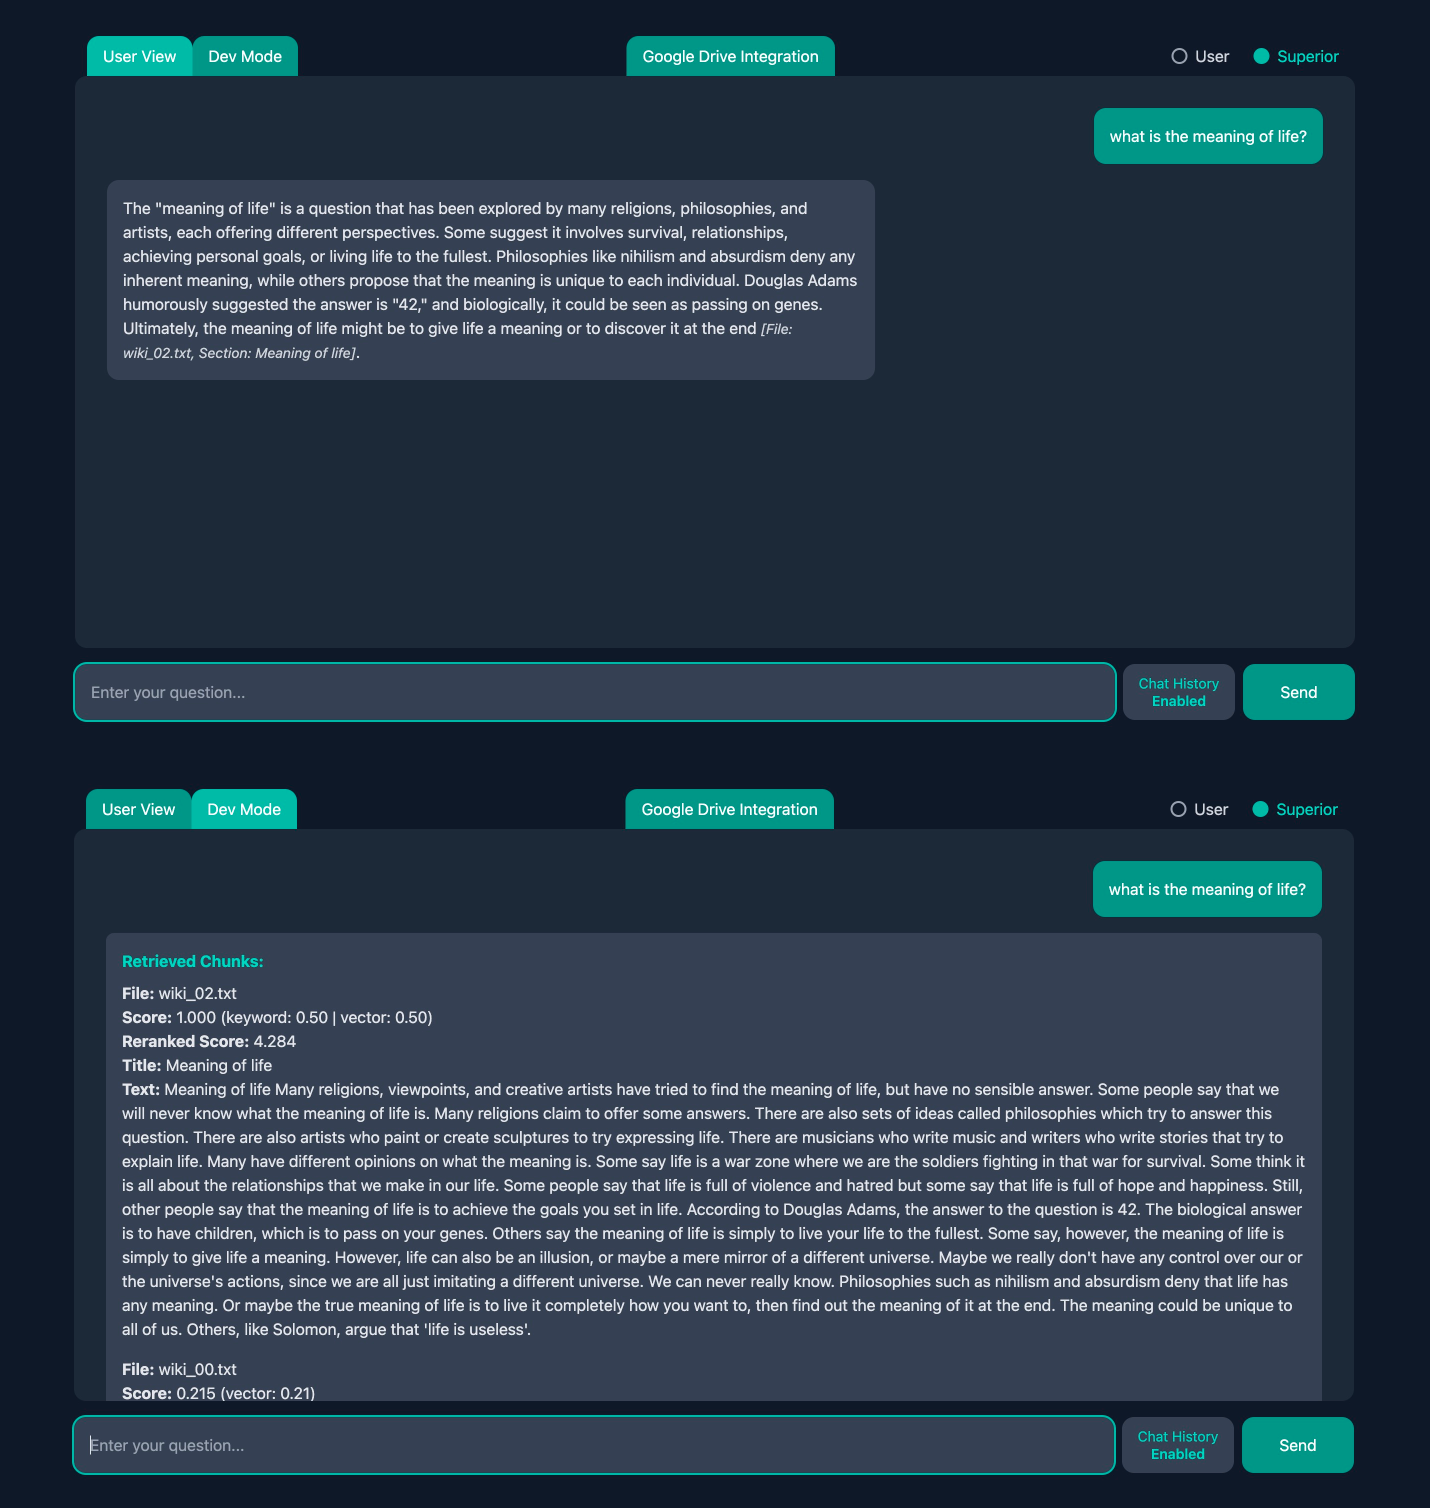 User View
Dev Mode
Google Drive Integration
User
Superior
what is the meaning of life?
The "meaning of life" is a question that has been explored by many religions, philosophies, and
artists, each offering different perspectives. Some suggest it involves survival, relationships,
achieving personal goals, or living life to the fullest. Philosophies like nihilism and absurdism deny any
inherent meaning, while others propose that the meaning is unique to each individual. Douglas Adams
humorously suggested the answer is "42," and biologically, it could be seen as passing on genes.
Ultimately, the meaning of life might be to give life a meaning or to discover it at the end [File:
wiki_02.txt, Section: Meaning of life].
Enter your question...
Chat History
Enabled
Send
User View
Dev Mode
Google Drive Integration
User
Superior
what is the meaning of life?
Retrieved Chunks:
File: wiki_02.txt
Score: 1.000 (keyword: 0.50 | vector: 0.50)
Reranked Score: 4.284
Title: Meaning of life
Text: Meaning of life Many religions, viewpoints, and creative artists have tried to find the meaning of life, but have no sensible answer. Some people say that we
will never know what the meaning of life is. Many religions claim to offer some answers. There are also sets of ideas called philosophies which try to answer this
question. There are also artists who paint or create sculptures to try expressing life. There are musicians who write music and writers who write stories that try to
explain life. Many have different opinions on what the meaning is. Some say life is a war zone where we are the soldiers fighting in that war for survival. Some think it
is all about the relationships that we make in our life. Some people say that life is full of violence and hatred but some say that life is full of hope and happiness. Still,
other people say that the meaning of life is to achieve the goals you set in life. According to Douglas Adams, the answer to the question is 42. The biological answer
is to have children, which is to pass on your genes. Others say the meaning of life is simply to live your life to the fullest. Some say, however, the meaning of life is
simply to give life a meaning. However, life can also be an illusion, or maybe a mere mirror of a different universe. Maybe we really don't have any control over our or
the universe's actions, since we are all just imitating a different universe. We can never really know. Philosophies such as nihilism and absurdism deny that life has
any meaning. Or maybe the true meaning of life is to live it completely how you want to, then find out the meaning of it at the end. The meaning could be unique to
all of us. Others, like Solomon, argue that 'life is useless'.
File: wiki_00.txt
Score: 0.215 (vector: 0.21)
Enter your question...
Chat History
Enabled
Send